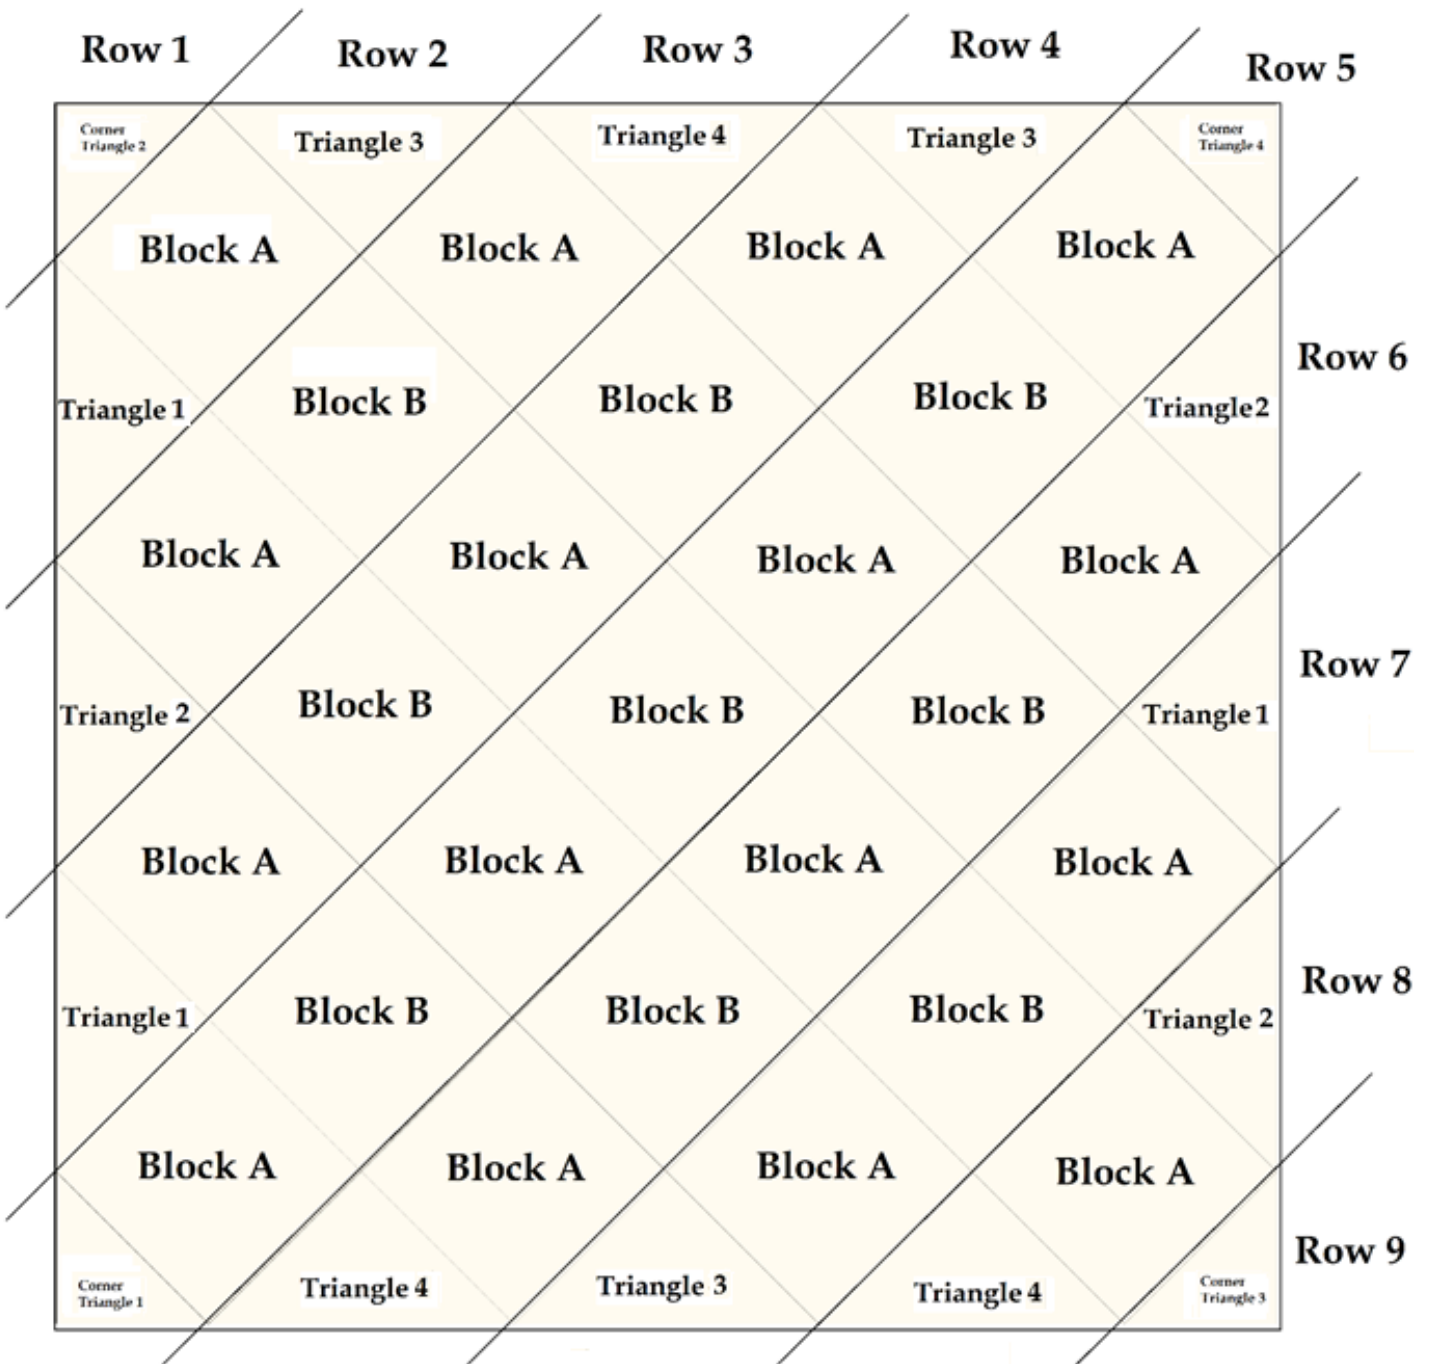 Row 1
Row 2
Row 3
Row 4
Row 5
Corner
Triangle 2
Triangle 3
Triangle 4
Triangle 3
Corner
Triangle 4
Block A
Block A
Block A
Block A
Row 6
Triangle 1
Block B
Block B
Block B
Triangle2
Block A
Block A
Block A
Block A
Row 7
Triangle 2
Block B
Block B
Block B
Triangle 1
Block A
Block A
Block A
Block A
Row 8
Triangle 1
Block B
Block B
Block B
Triangle 2
Block A
Block A
Block A
Block A
Row 9
Corner
Triangle 1
Triangle 4
Triangle 3
Triangle 4
Corner
Triangle 3